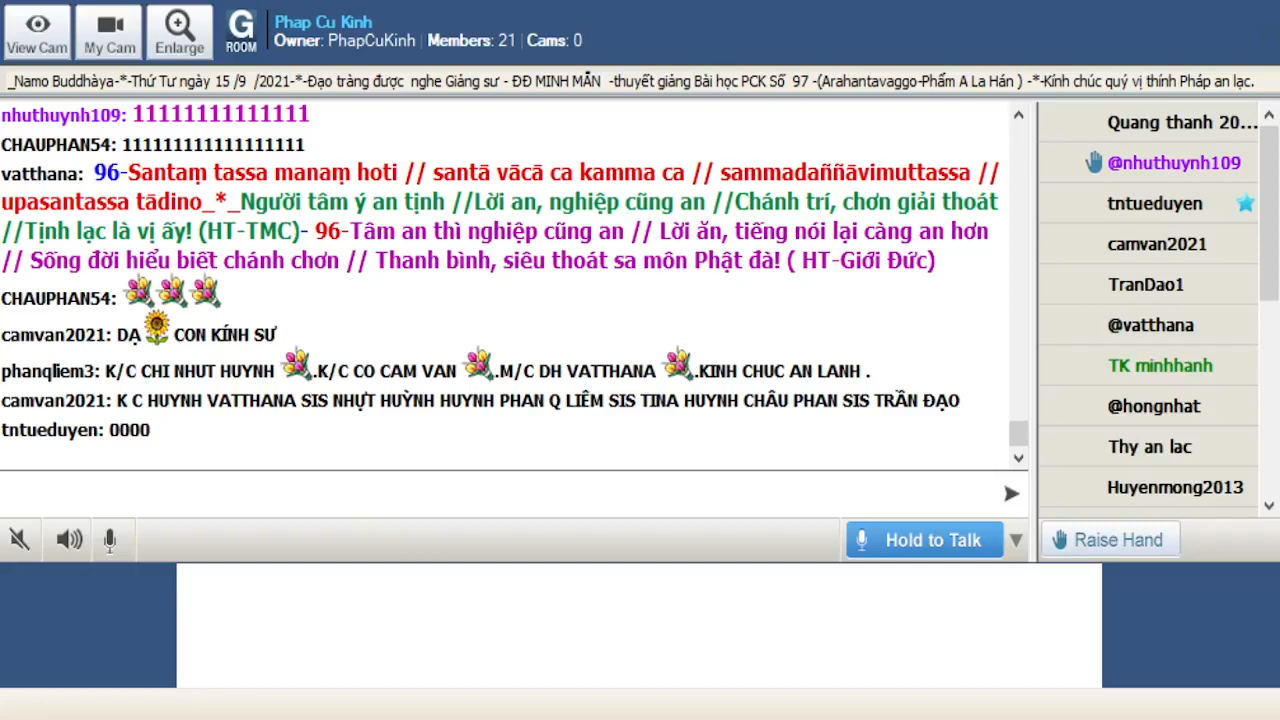 View Cam
My Cam
Enlarge
G
ROOM
Phap Cu Kinh
Owner: PhapCuKinh | Members: 21 | Cams: 0
_Namo Buddhàya-*-Thứ Tư ngày 15 /9 /2021-*-Đạo tràng được nghe Giảng sư - ĐĐ MINH MẪN -thuyết giảng Bài học PCK Số 97 -(Arahantavaggo-Phẩm A La Hán ) -*-Kính chúc quý vị thính Pháp an lạc.
nhuthuynh109: 11111111111111
CHAUPHAN54: 111111111111111111
vatthana: 96-Santaṃ tassa manaṃ hoti // santā vācā ca kamma ca // sammadaññāvimuttassa //
upasantassa tādino_*_Người tâm ý an tịnh //Lời an, nghiệp cũng an //Chánh trí, chơn giải thoát
//Tịnh lạc là vị ấy! (HT-TMC)- 96-Tâm an thì nghiệp cũng an // Lời ăn, tiếng nói lại càng an hơn
// Sống đời hiểu biết chánh chơn // Thanh bình, siêu thoát sa môn Phật đà! ( HT-Giới Đức)
CHAUPHAN54:
camvan2021: DẠ CON KÍNH SƯ
phanqliem3: K/C CHI NHUT HUYNH .K/C CO CAM VAN .M/C DH VATTHANA .KINH CHUC AN LANH .
camvan2021: K C HUYNH VATTHANA SIS NHỰT HUỲNH HUYNH PHAN Q LIÊM SIS TINA HUYNH CHÂU PHAN SIS TRẦN ĐẠO
tntueduyen: 0000
Quang thanh 20...
@nhuthuynh109
tntueduyen
camvan2021
TranDao1
@vatthana
TK minhhanh
@hongnhat
Thy an lac
Huyenmong2013
Hold to Talk
Raise Hand